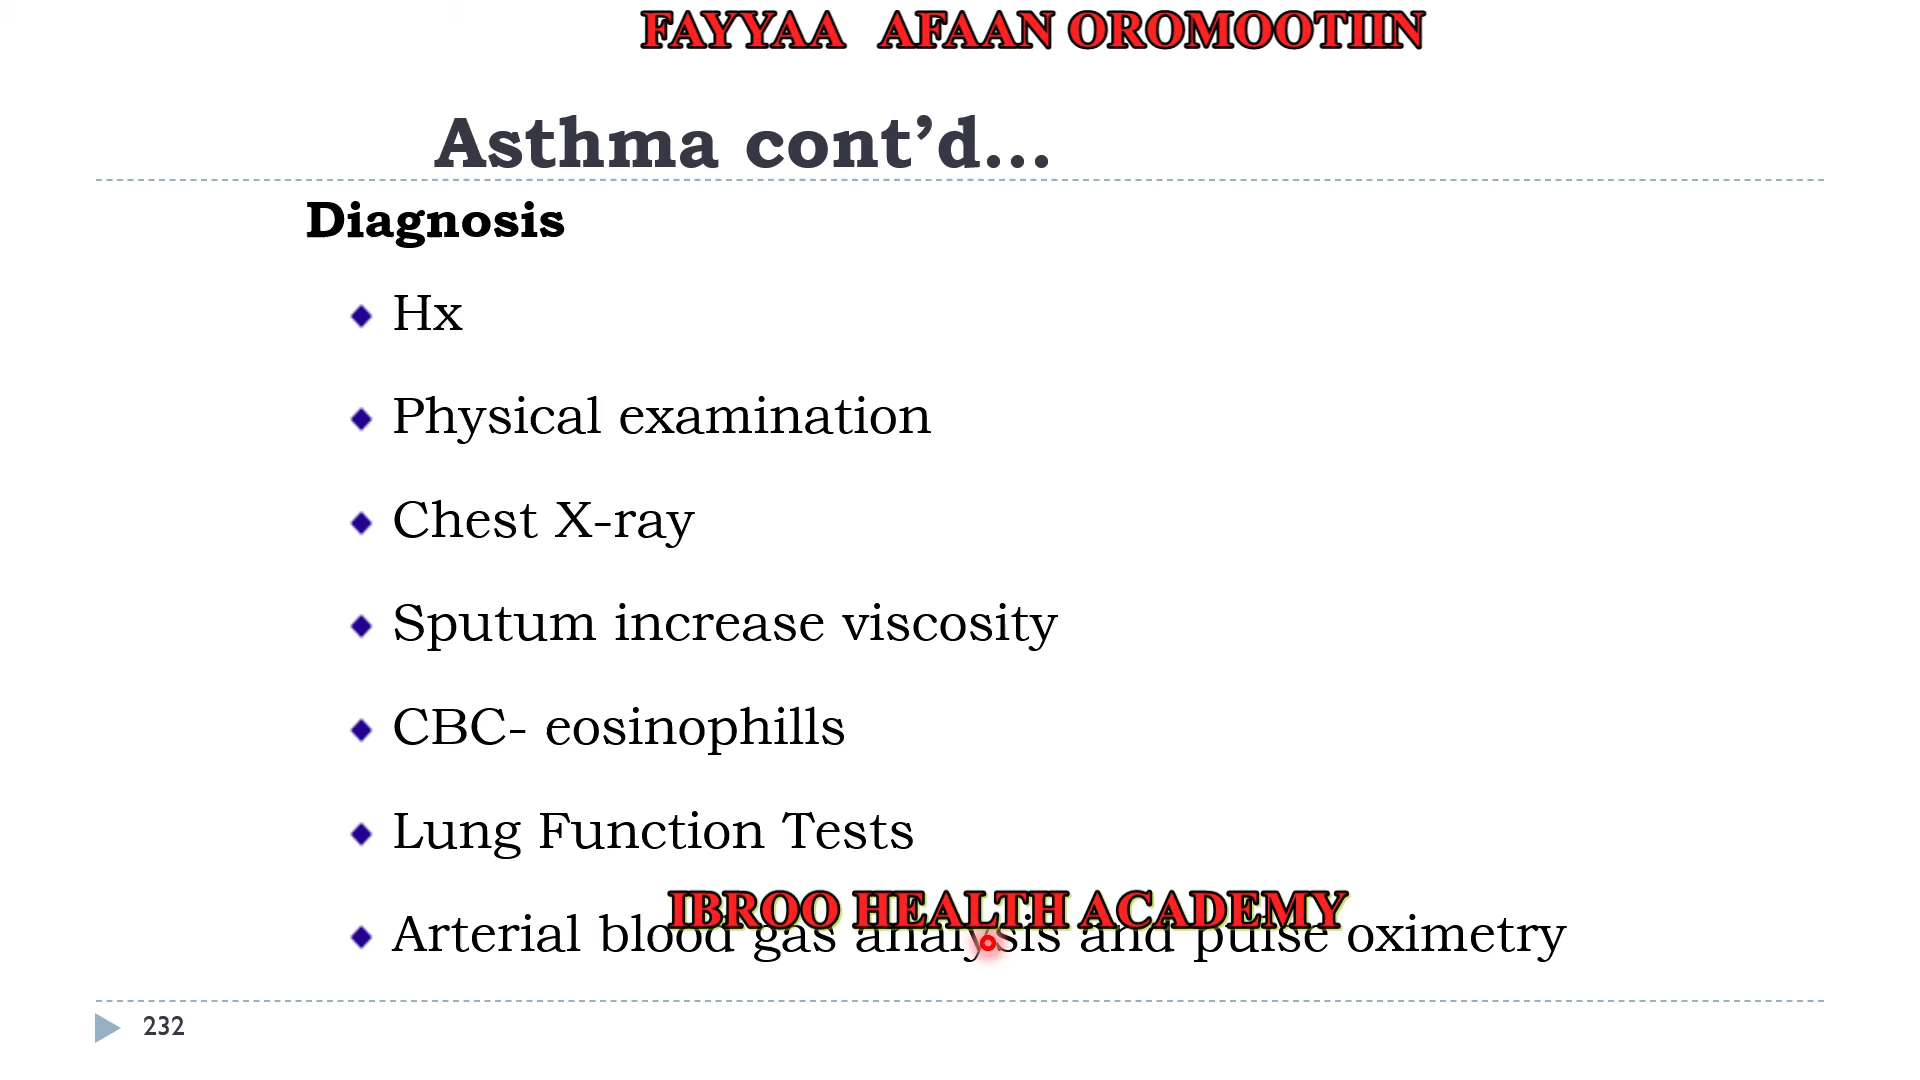 FAYYAA AFAAN OROMOOTIIN
Asthma cont’d…
Diagnosis
Hx
Physical examination
Chest X-ray
Sputum increase viscosity
CBC- eosinophills
Lung Function Tests
IBROO HEALTH ACADEMY
Arterial blood gas analysis and pulse oximetry
232